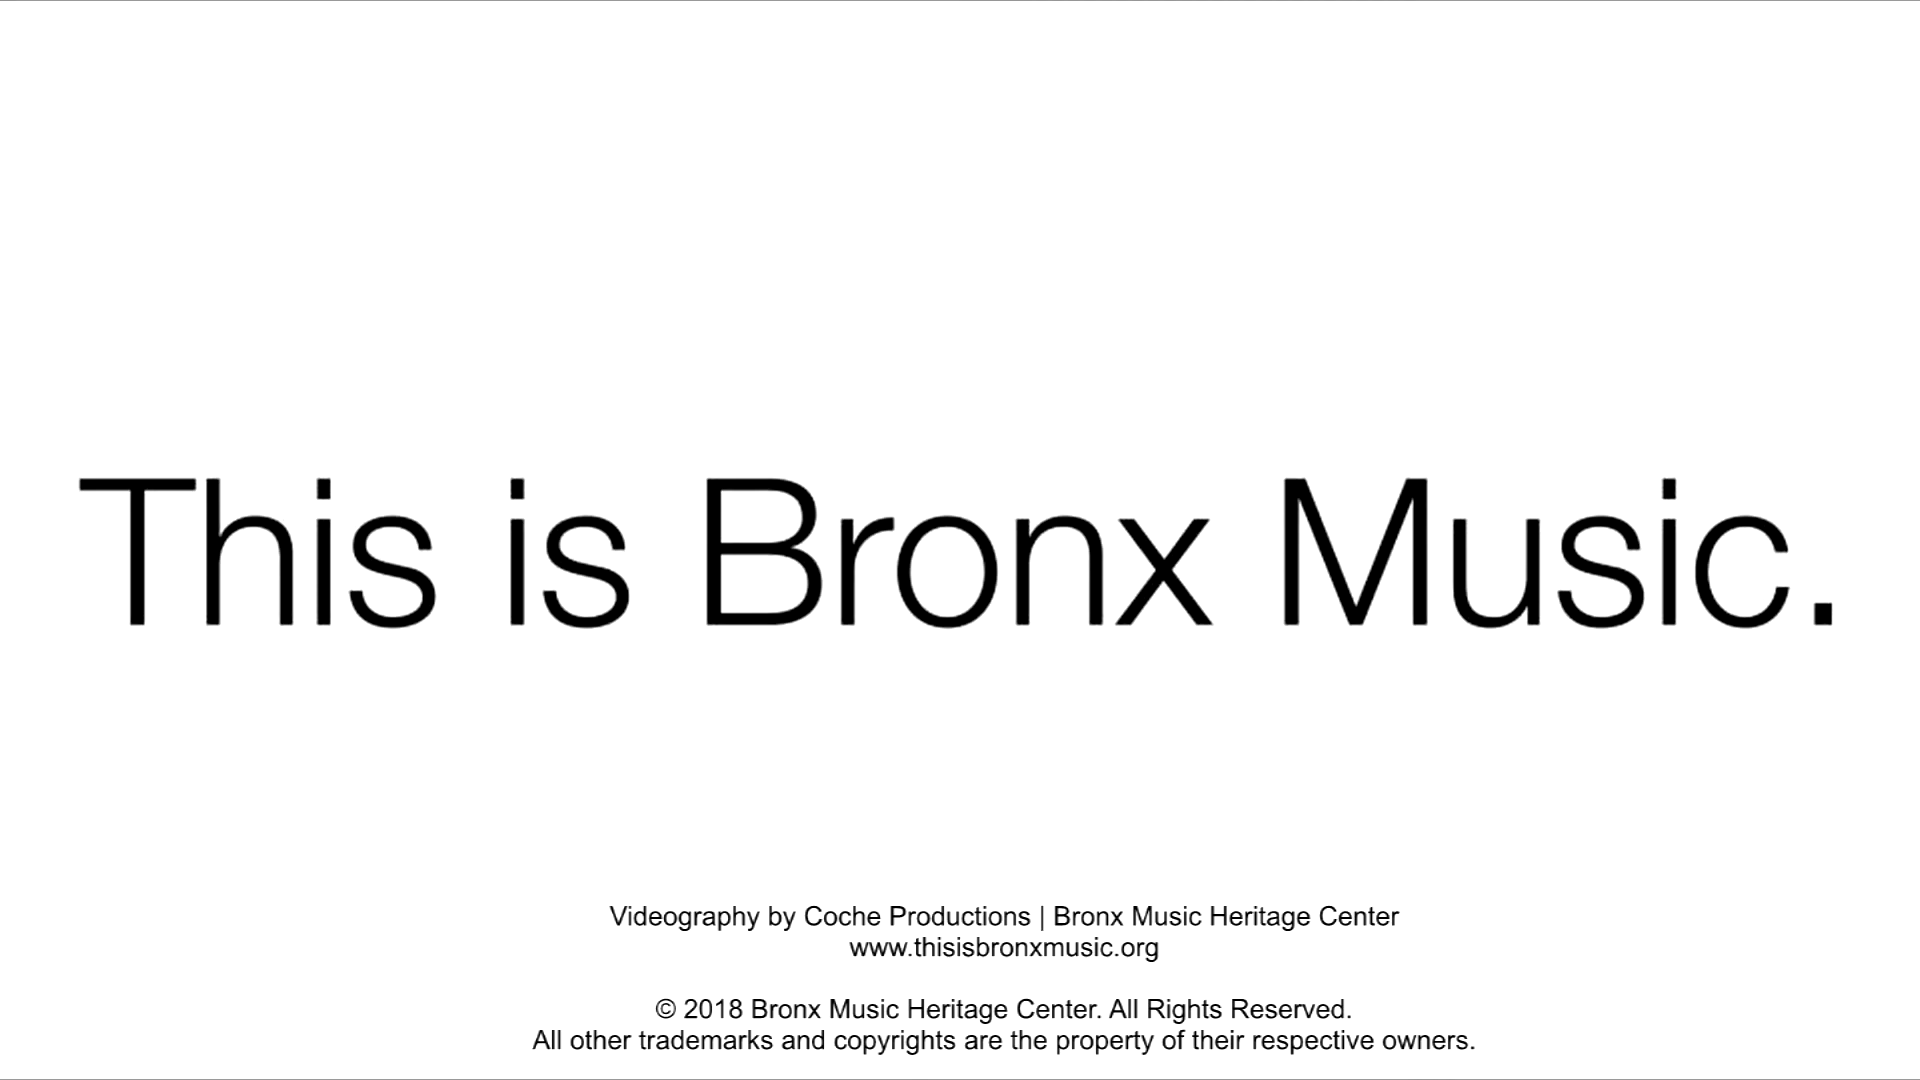 This is Bronx Music.
Videography by Coche Productions | Bronx Music Heritage Center
www.thisisbronxmusic.org
© 2018 Bronx Music Heritage Center. All Rights Reserved.
All other trademarks and copyrights are the property of their respective owners.